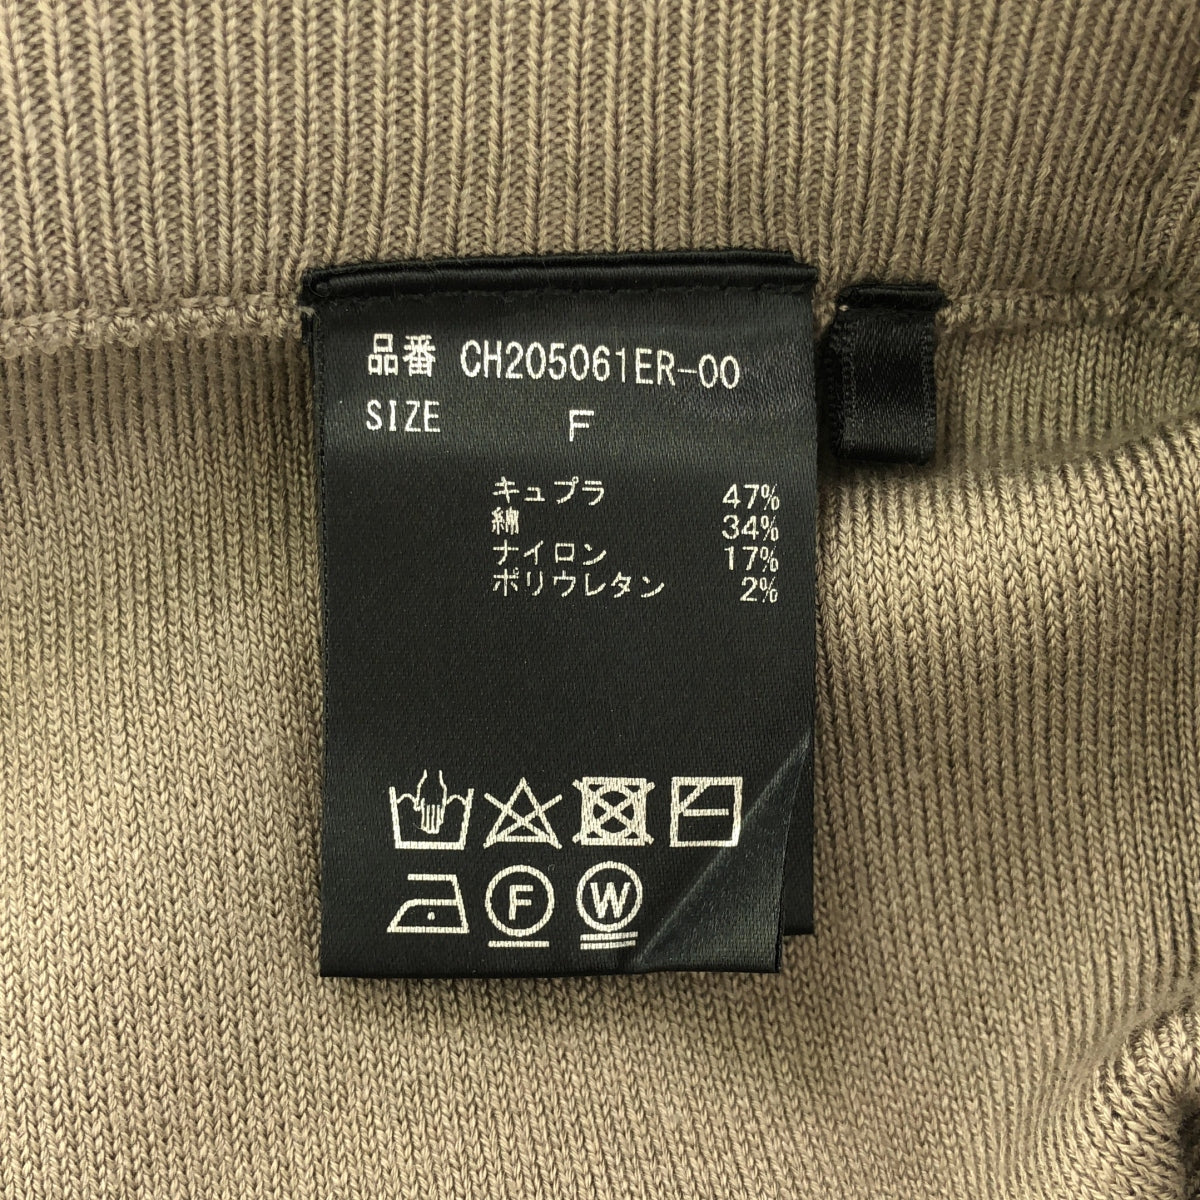 品番 CH205061ER-00
SIZE F
キュプラ 47%
綿 34%
ナイロン 17%
ポリウレタン 2%
F W